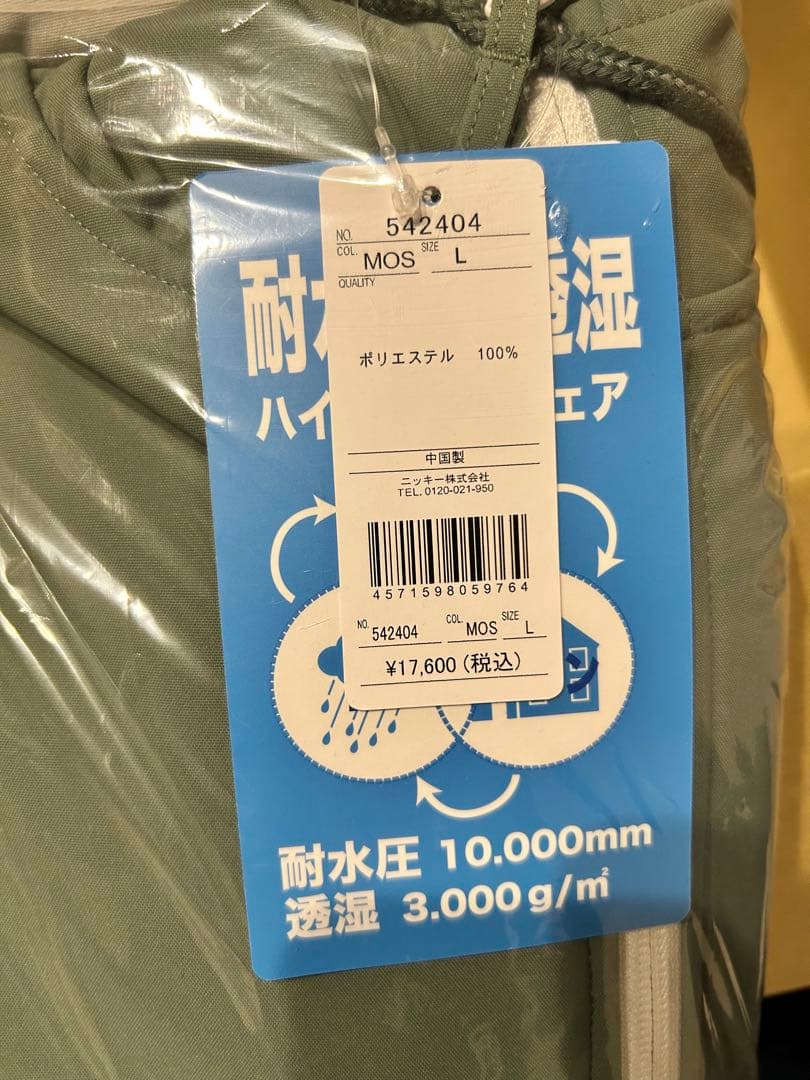 NO. 542404
COL. MOS SIZE L
QUALITY
耐水 透湿
ポリエステル 100%
ハイ ェア
中国製
ニッキー株式会社
TEL. 0120-021-950
4571598059764
NO. 542404 COL. MOS SIZE L
¥17,600(税込)
耐水圧 10.000mm
透湿 3.000g/㎡